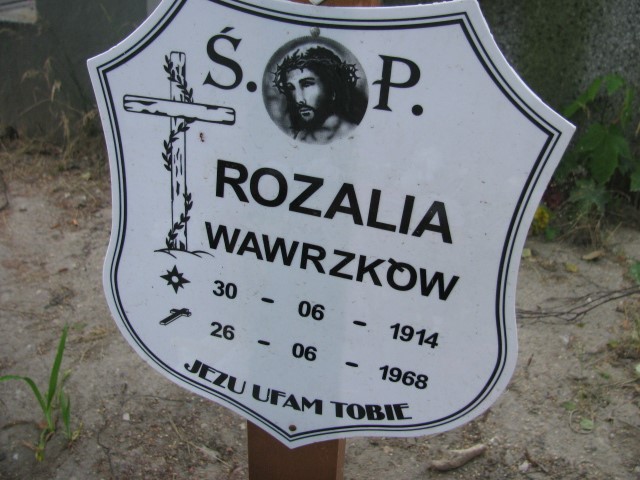 Ś. P.
ROZALIA
WAWRZKÓW
30 - 06 - 1914
26 - 06 - 1968
JEZU UFAM TOBIE